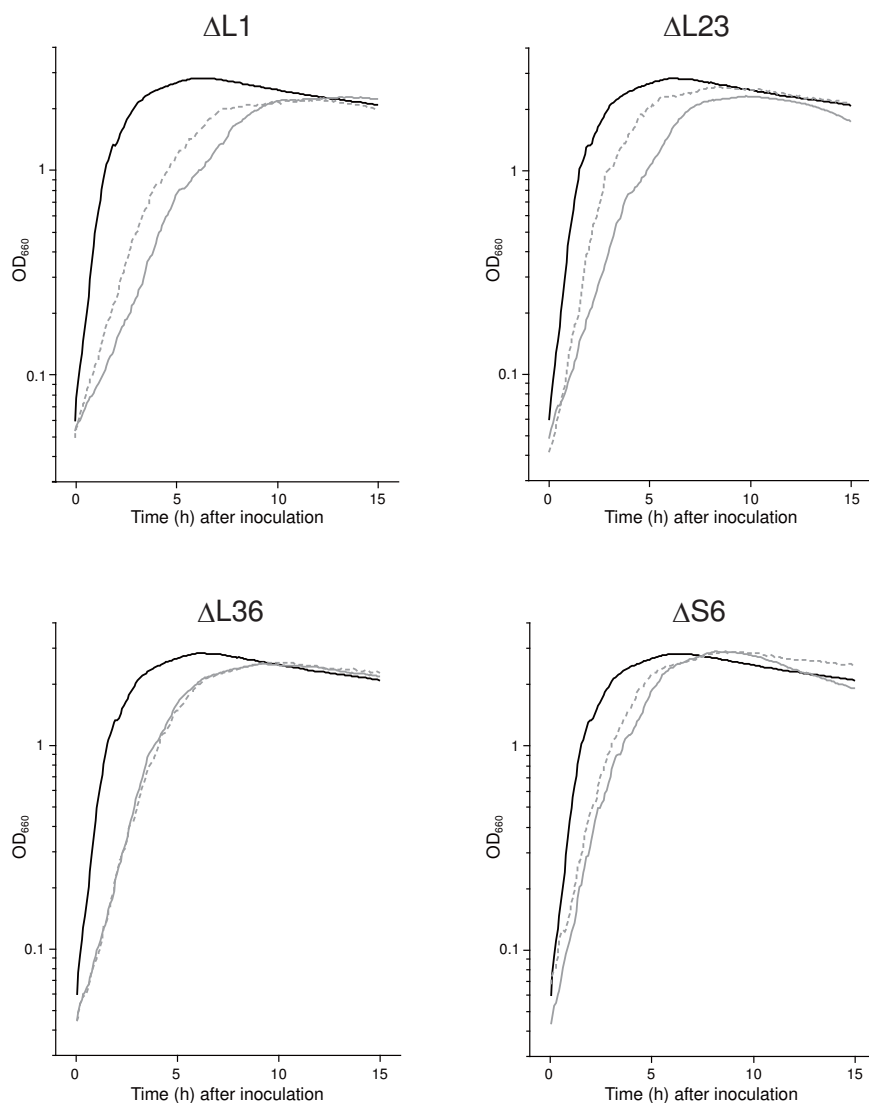 ΔL1
ΔL23
OD660
1
0.1
0 5 10 15
Time (h) after inoculation
OD660
1
0.1
0 5 10 15
Time (h) after inoculation
ΔL36
ΔS6
OD660
1
0.1
0 5 10 15
Time (h) after inoculation
OD660
1
0.1
0 5 10 15
Time (h) after inoculation